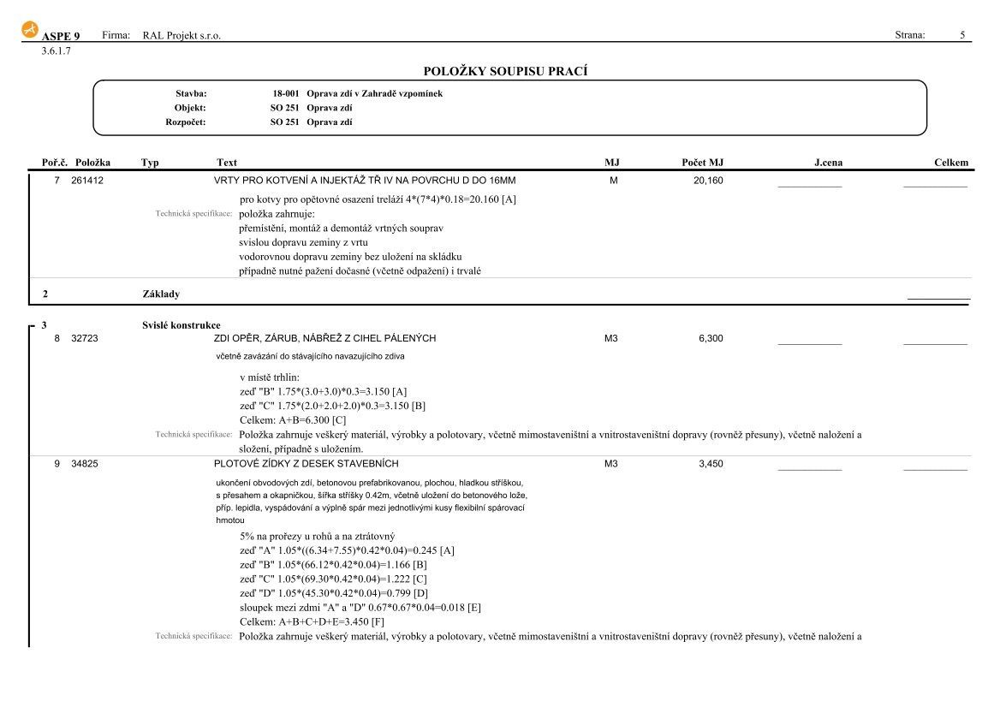 ASPE 9 Firma: RAL Projekt s.r.o. Strana: 5
3.6.1.7
POLOŽKY SOUPISU PRACÍ
Stavba: 18-001 Oprava zdí v Zahradě vzpomínek
Objekt: SO 251 Oprava zdí
Rozpočet: SO 251 Oprava zdí
Poř.č. Položka Typ Text MJ Počet MJ J.cena Celkem
7 261412 VRTY PRO KOTVENÍ A INJEKTÁŽ TŘ IV NA POVRCHU D DO 16MM M 20,160
pro kotvy pro opětovné osazení treláží 4*(7*4)*0.18=20.160 [A]
Technická specifikace: položka zahrnuje:
přemístění, montáž a demontáž vrtných souprav
svislou dopravu zeminy z vrtu
vodorovnou dopravu zeminy bez uložení na skládku
případně nutné pažení dočasné (včetně odpažení) i trvalé
2 Základy
3 Svislé konstrukce
8 32723 ZDI OPĚR, ZÁRUB, NÁBŘEŽ Z CIHEL PÁLENÝCH M3 6,300
včetně zavázání do stávajícího navazujícího zdiva
v místě trhlin:
zeď "B" 1.75*(3.0+3.0)*0.3=3.150 [A]
zeď "C" 1.75*(2.0+2.0+2.0)*0.3=3.150 [B]
Celkem: A+B=6.300 [C]
Technická specifikace: Položka zahrnuje veškerý materiál, výrobky a polotovary, včetně mimostaveništní a vnitrostaveništní dopravy (rovněž přesuny), včetně naložení a
složení, případně s uložením.
9 34825 PLOTOVÉ ZÍDKY Z DESEK STAVEBNÍCH M3 3,450
ukončení obvodových zdí, betonovou prefabrikovanou, plochou, hladkou stříškou,
s přesahem a okapničkou, šířka stříšky 0.42m, včetně uložení do betonového lože,
příp. lepidla, vyspádování a výplně spár mezi jednotlivými kusy flexibilní spárovací
hmotou
5% na prořezy u rohů a na ztrátový
zeď "A" 1.05*((6.34+7.55)*0.42*0.04)=0.245 [A]
zeď "B" 1.05*(66.12*0.42*0.04)=1.166 [B]
zeď "C" 1.05*(69.30*0.42*0.04)=1.222 [C]
zeď "D" 1.05*(45.30*0.42*0.04)=0.799 [D]
sloupek mezi zdmi "A" a "D" 0.67*0.67*0.04=0.018 [E]
Celkem: A+B+C+D+E=3.450 [F]
Technická specifikace: Položka zahrnuje veškerý materiál, výrobky a polotovary, včetně mimostaveništní a vnitrostaveništní dopravy (rovněž přesuny), včetně naložení a